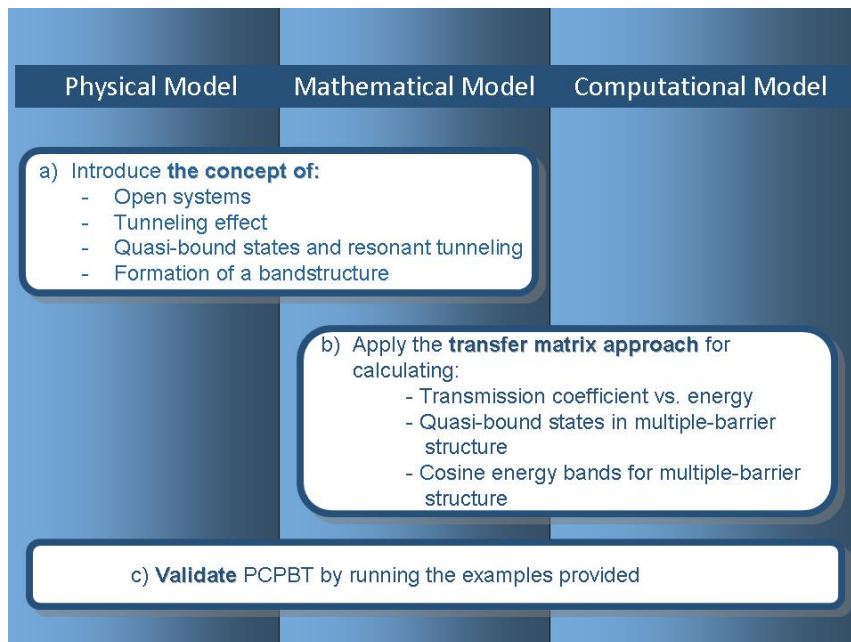 Physical Model
Mathematical Model
Computational Model
a) Introduce the concept of:
- Open systems
- Tunneling effect
- Quasi-bound states and resonant tunneling
- Formation of a bandstructure
b) Apply the transfer matrix approach for
calculating:
- Transmission coefficient vs. energy
- Quasi-bound states in multiple-barrier
structure
- Cosine energy bands for multiple-barrier
structure
c) Validate PCPBT by running the examples provided